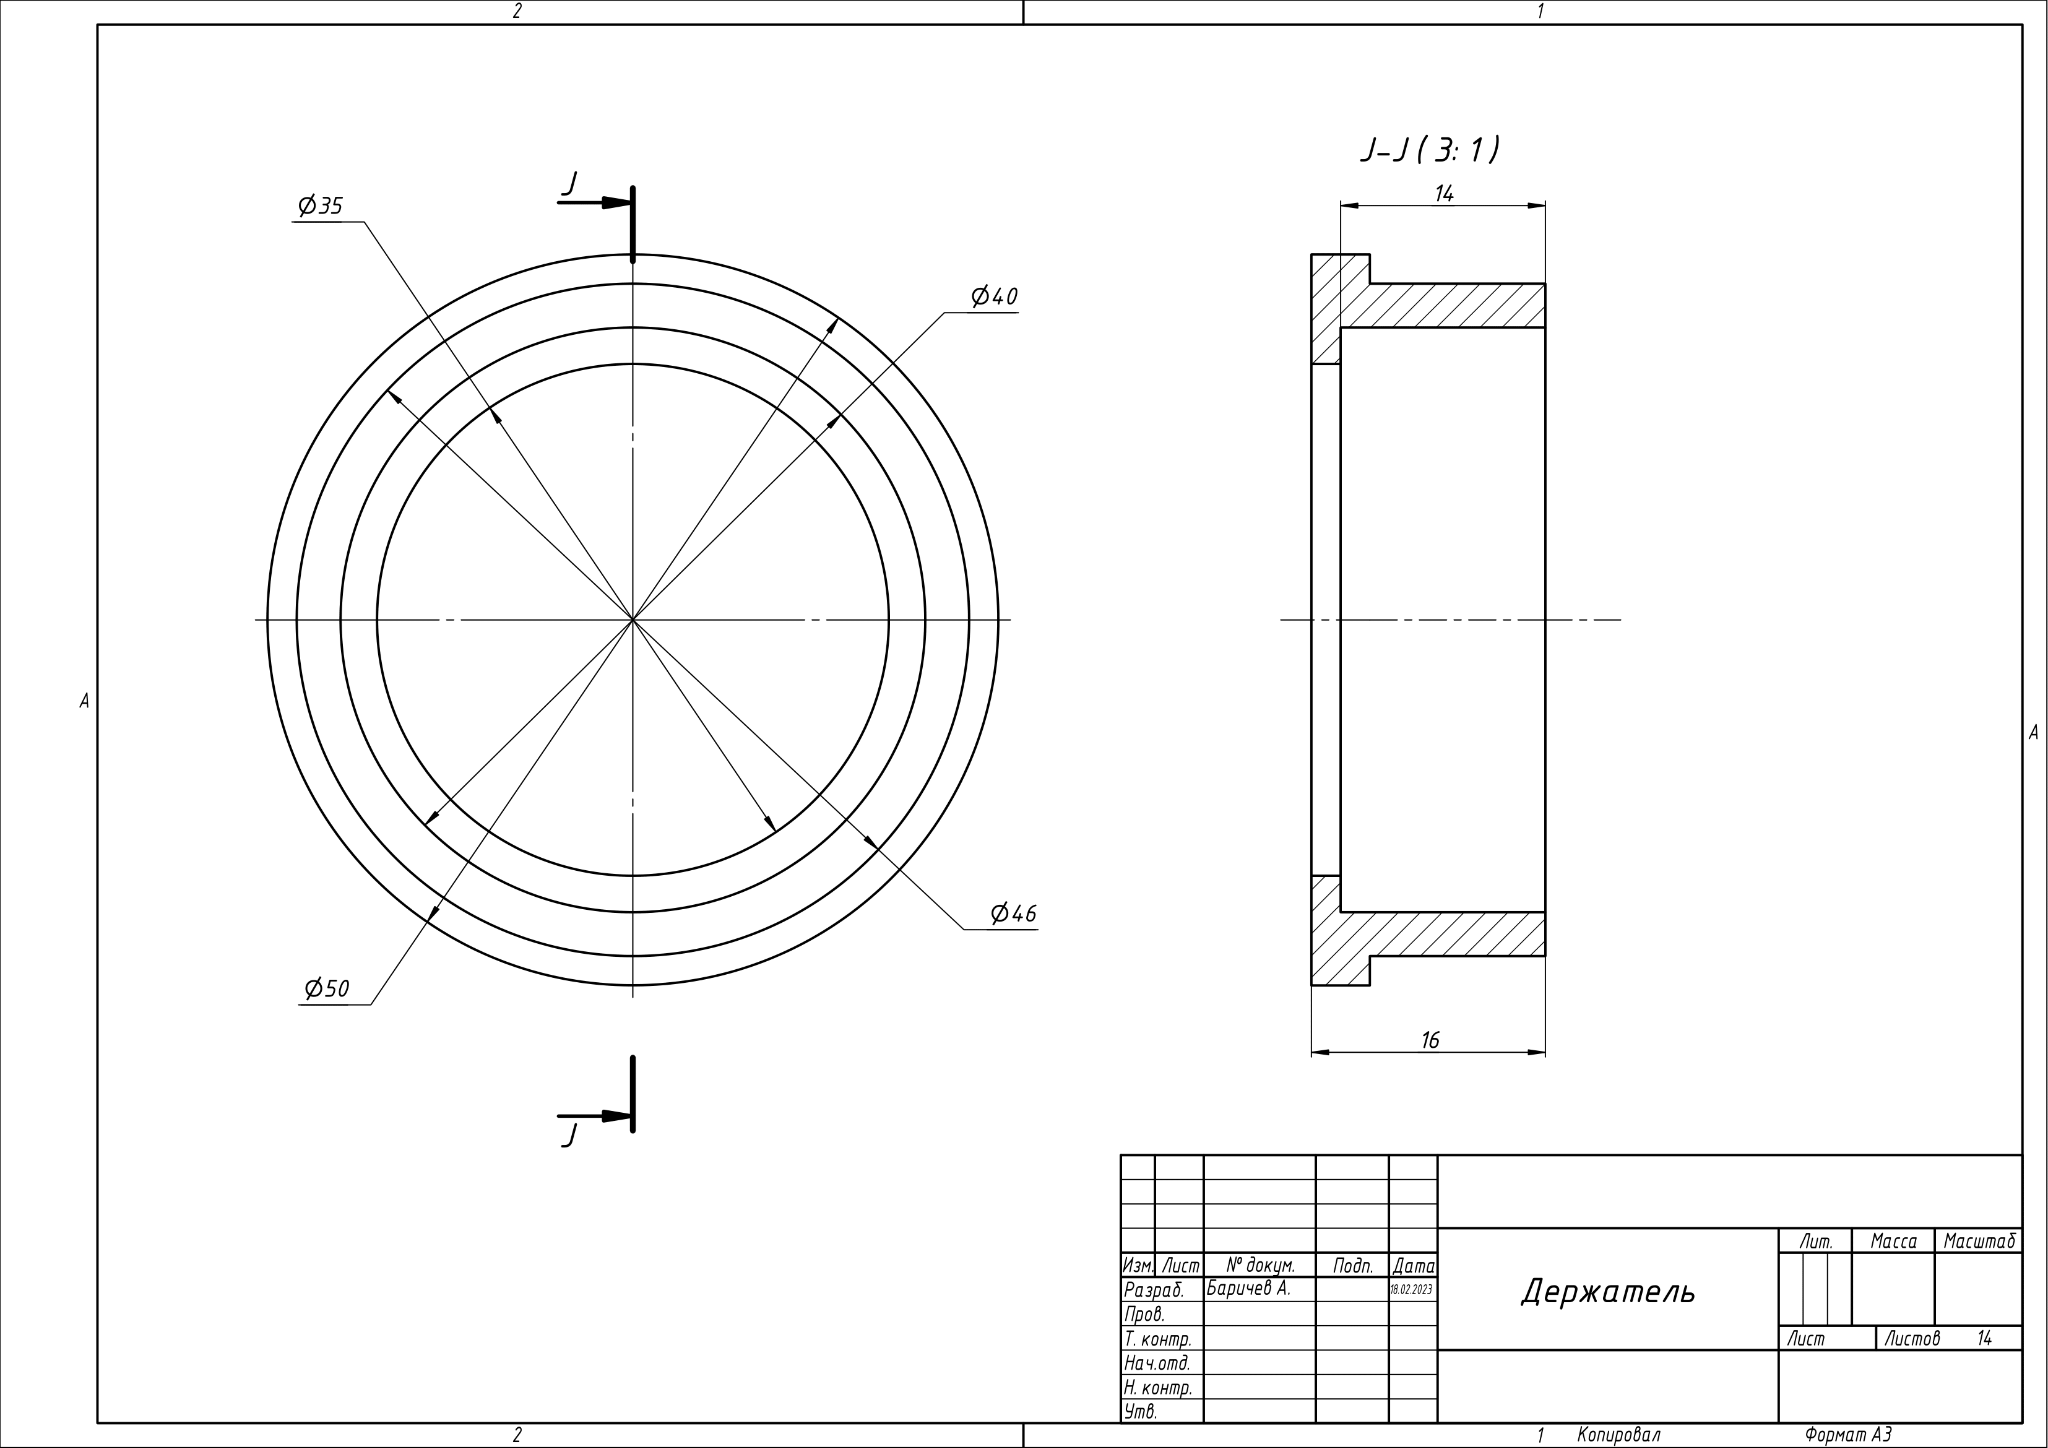 2 1
J
J–J ( 3: 1 )
14
Ø35
Ø40
A
A
Ø46
Ø50
16
J
Изм. Лист № докум. Подп. Дата
Разраб. Баричев А. 18.02.2023
Пров.
Т. контр.
Нач.отд.
Н. контр.
Утв.
Держатель
Лит. Масса Масштаб
Лист Листов 14
2 1 Копировал Формат А3